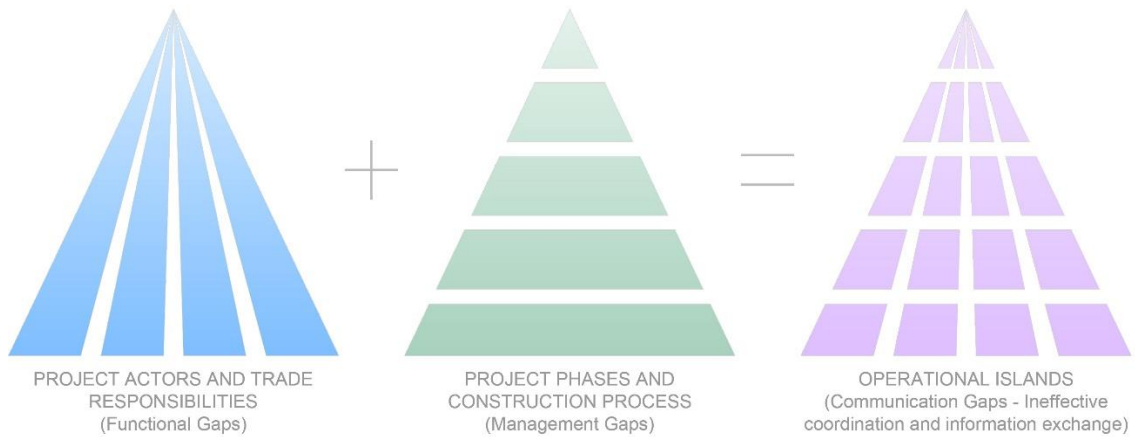 PROJECT ACTORS AND TRADE
RESPONSIBILITIES
(Functional Gaps)
PROJECT PHASES AND
CONSTRUCTION PROCESS
(Management Gaps)
OPERATIONAL ISLANDS
(Communication Gaps - Ineffective
coordination and information exchange)